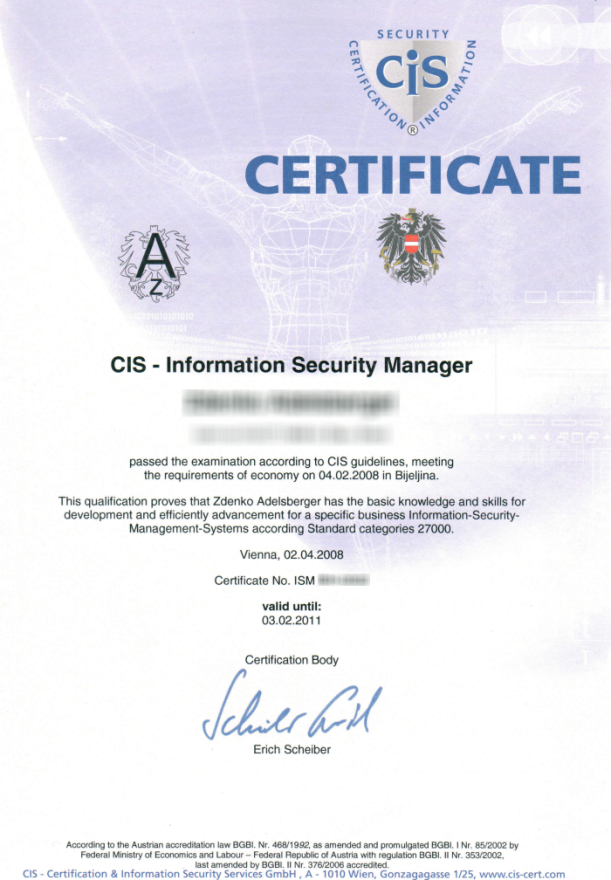 SECURITY
CERTIFICATION
INFORMATION
CiS
®
CERTIFICATE
A
Z
CIS - Information Security Manager
passed the examination according to CIS guidelines, meeting
the requirements of economy on 04.02.2008 in Bijeljina.
This qualification proves that Zdenko Adelsberger has the basic knowledge and skills for
development and efficiently advancement for a specific business Information-Security-
Management-Systems according Standard categories 27000.
Vienna, 02.04.2008
Certificate No. ISM
valid until:
03.02.2011
Certification Body
Erich Scheiber
According to the Austrian accreditation law BGBl. Nr. 468/1992, as amended and promulgated BGBl. I Nr. 85/2002 by
Federal Ministry of Economics and Labour – Federal Republic of Austria with regulation BGBl. II Nr. 353/2002,
last amended by BGBl. II Nr. 376/2006 accredited.
CIS - Certification & Information Security Services GmbH , A - 1010 Wien, Gonzagagasse 1/25, www.cis-cert.com